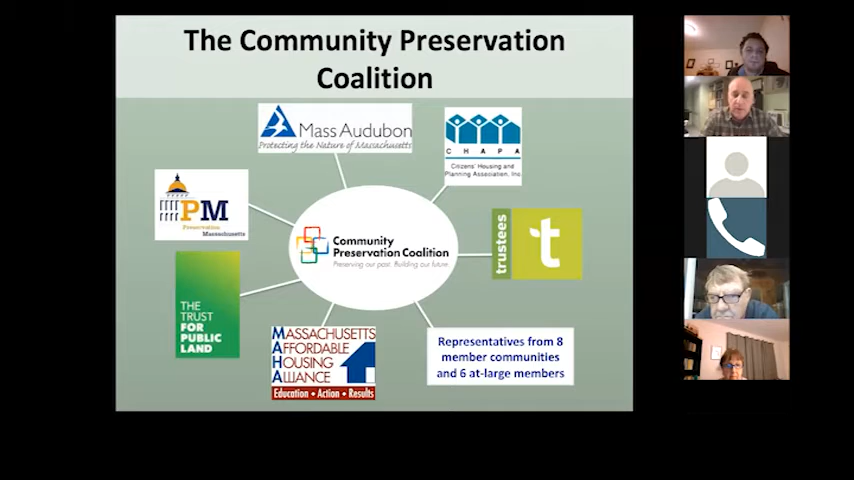 The Community Preservation
Coalition
Mass Audubon
Protecting the Nature of Massachusetts
CHAPA
Citizens' Housing and
Planning Association, Inc.
PM
Preservation
Massachusetts
Community
Preservation Coalition
Preserving our past. Building our future.
trustees
t
THE
TRUST
FOR
PUBLIC
LAND
MASSACHUSETTS
AFFORDABLE
HOUSING
ALLIANCE
Education • Action • Results
Representatives from 8
member communities
and 6 at-large members